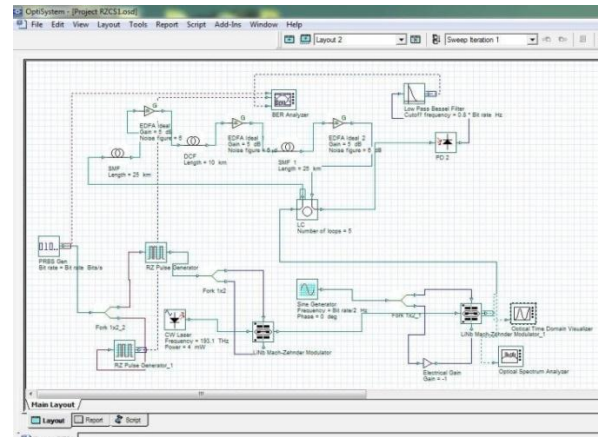 OptiSystem - [Project RZCS1.osd]
File Edit View Layout Tools Report Script Add-Ins Window Help
Layout 2
Sweep Iteration 1
BER Analyzer
Low Pass Bessel Filter
Cutoff frequency = 0.8 * Bit rate Hz
EDFA Ideal
Gain = 5 dB
Noise figure = 6
EDFA Ideal
Gain = 5 dB
Noise figure
EDFA Ideal 2
Gain = 5 dB
DCF
Length = 10 km
SMF
Length = 25 km
SMF 1
Length = 25 km
PD 2
LC
Number of loops = 5
PRBS Gen
Bit rate = Bit rate Bits/s
RZ Pulse Generator
Fork 1x2
Sine Generator
Frequency = Bit rate/2 Hz
Phase = 0 deg
Fork 1x2_1
Fork 1x2_2
CW Laser
Frequency = 193.1 THz
Power = 4 mW
LiNb Mach-Zehnder Modulator
LiNb Mach-Zehnder Modulator_1
Optical Time Domain Visualizer
RZ Pulse Generator_1
Electrical Gain
Gain = -1
Optical Spectrum Analyzer
Main Layout
Layout Report Script